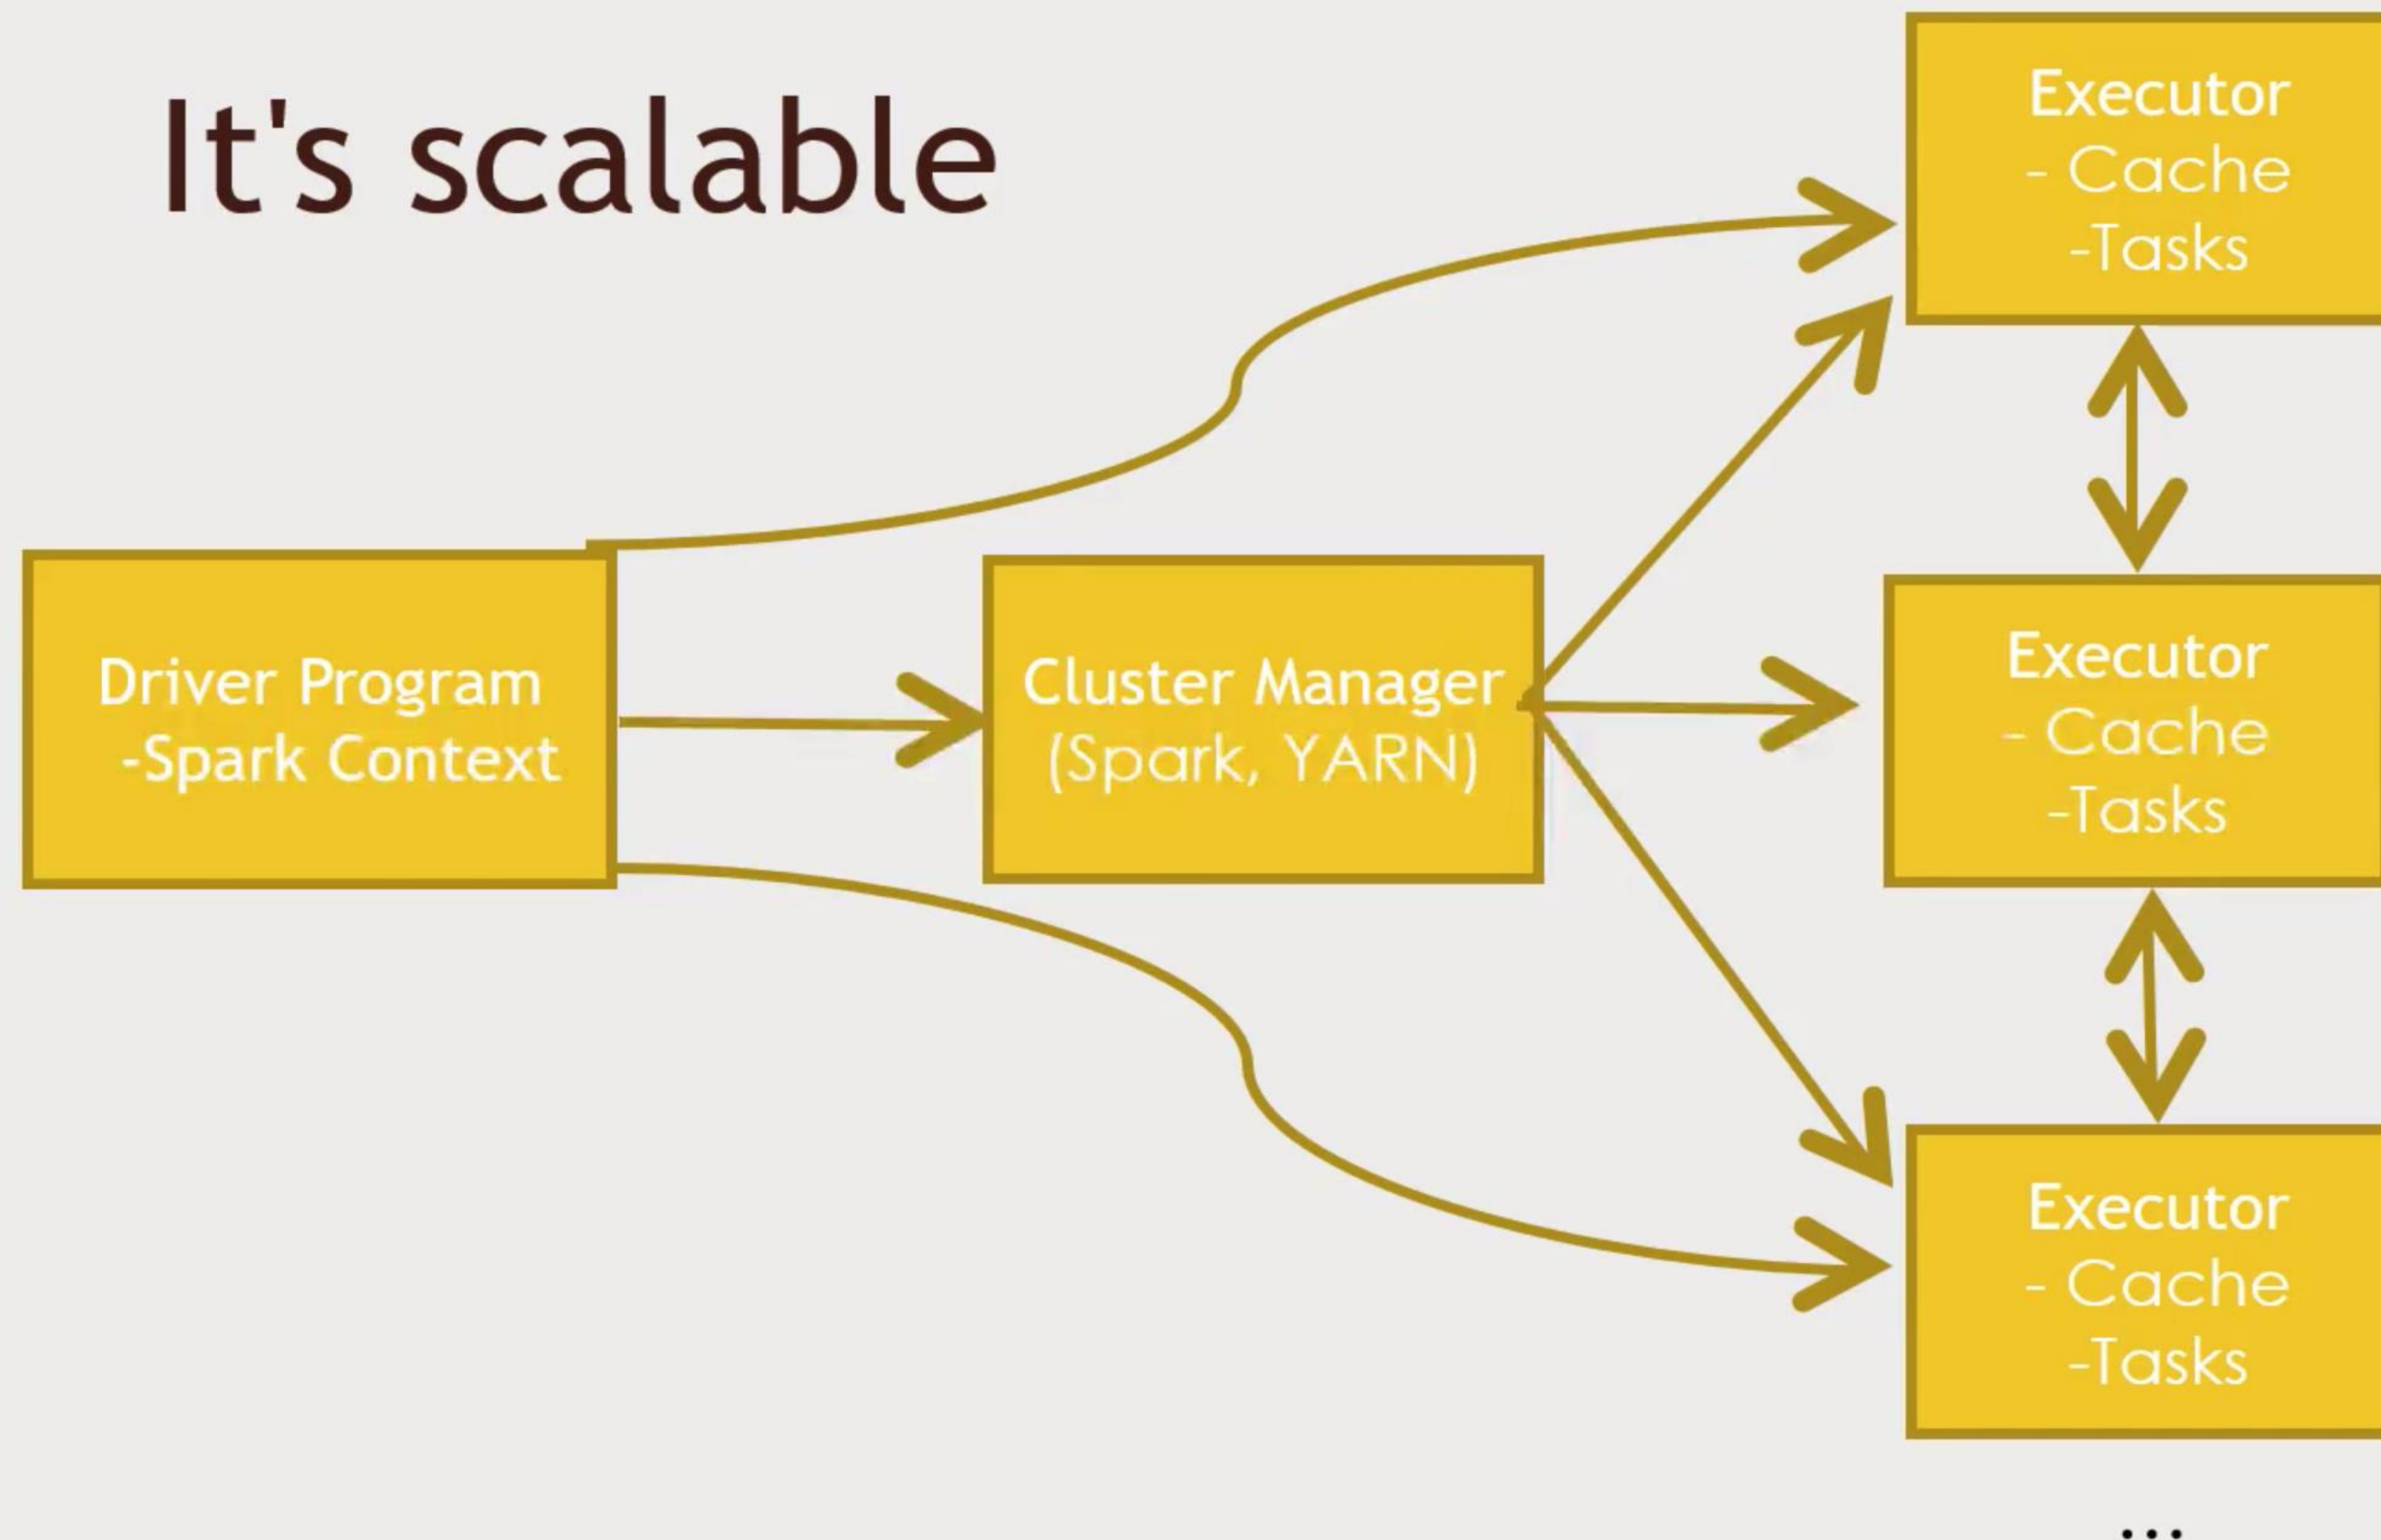 It's scalable
Driver Program
-Spark Context
Cluster Manager
(Spark, YARN)
Executor
- Cache
-Tasks
Executor
- Cache
-Tasks
Executor
- Cache
-Tasks
...